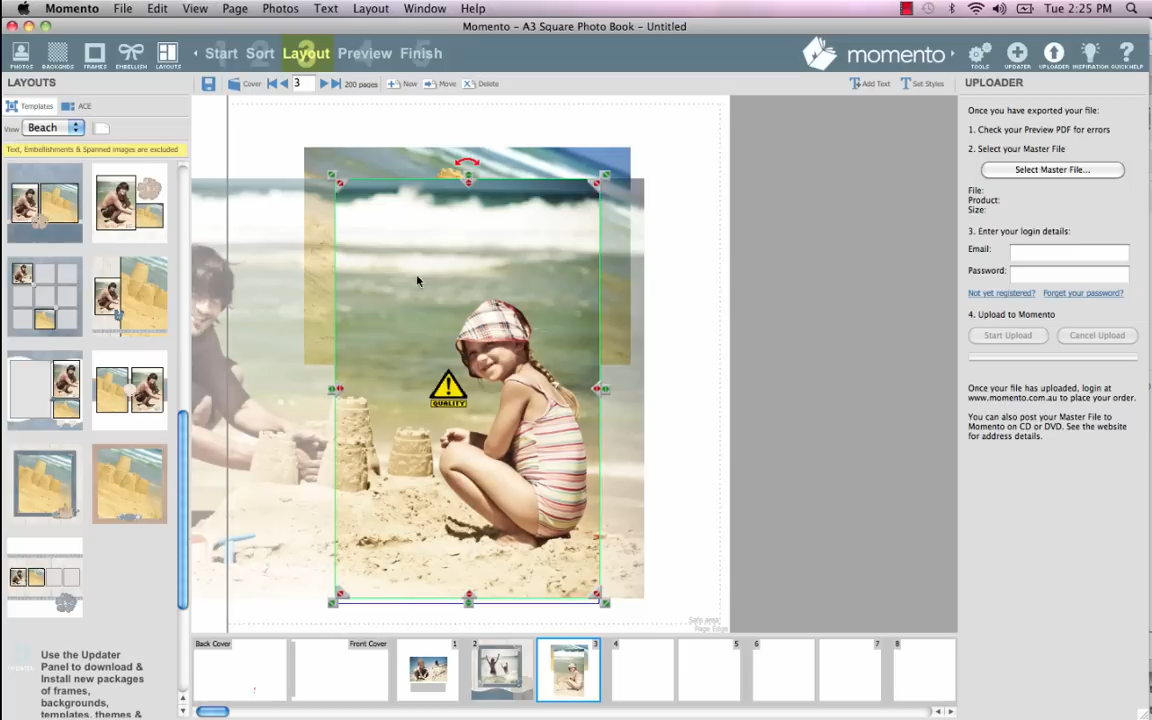 Momento File Edit View Page Photos Text Layout Window Help Tue 2:25 PM
Momento - A3 Square Photo Book - Untitled
PHOTOS BACKGNDS FRAMES EMBELLISH LAYOUTS
Start Sort 3 Layout Preview Finish
momento
TOOLS UPDATER UPLOADER INSPIRATION QUICK HELP
LAYOUTS
Cover 3 200 pages New Move Delete Add Text Set Styles
UPLOADER
Templates ACE
View Beach
Text, Embellishments & Spanned images are excluded
Once you have exported your file:
1. Check your Preview PDF for errors
2. Select your Master File
Select Master File...
File:
Product:
Size:
3. Enter your login details:
Email:
Password:
Not yet registered? Forget your password?
4. Upload to Momento
Start Upload Cancel Upload
Once your file has uploaded, login at
www.momento.com.au to place your order.
You can also post your Master File to
Momento on CD or DVD. See the website
for address details.
QUALITY
Safe area
Page Edge
Back Cover Front Cover 1 2 3 4 5 6 7 8
Use the Updater
Panel to download &
Install new packages
of frames,
backgrounds,
templates, themes &